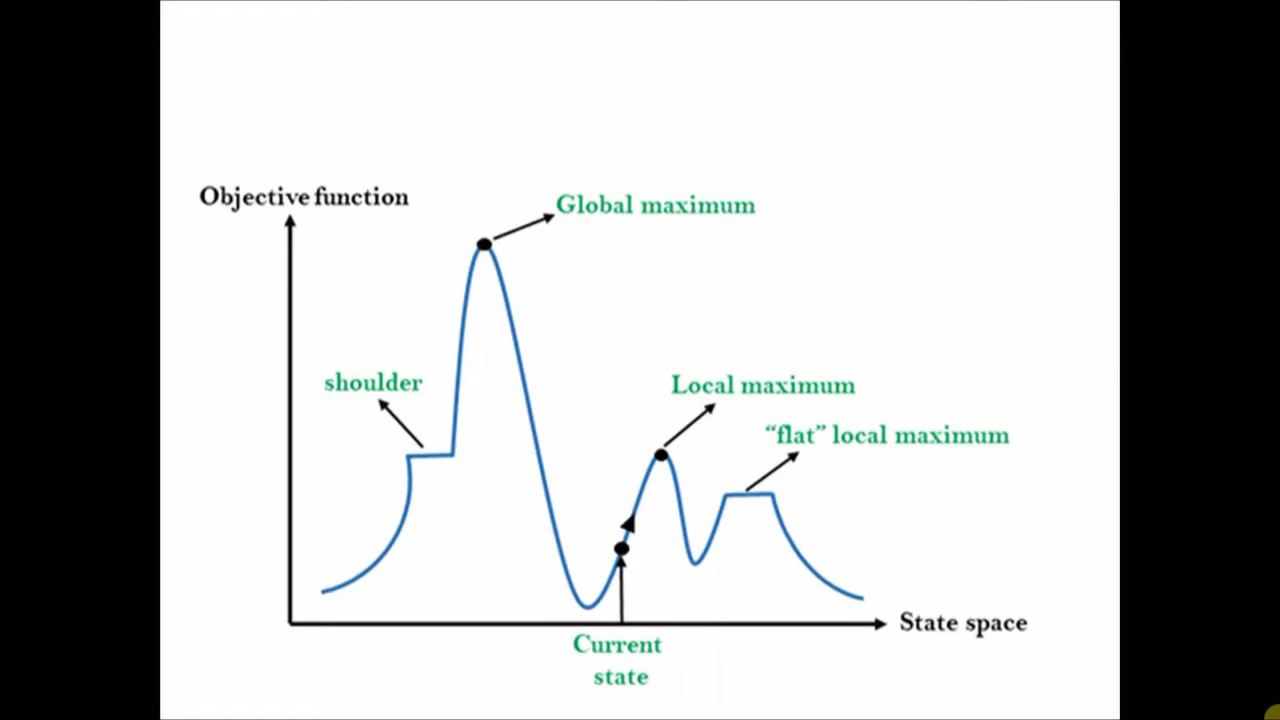 Objective function
Global maximum
shoulder
Local maximum
“flat” local maximum
State space
Current
state